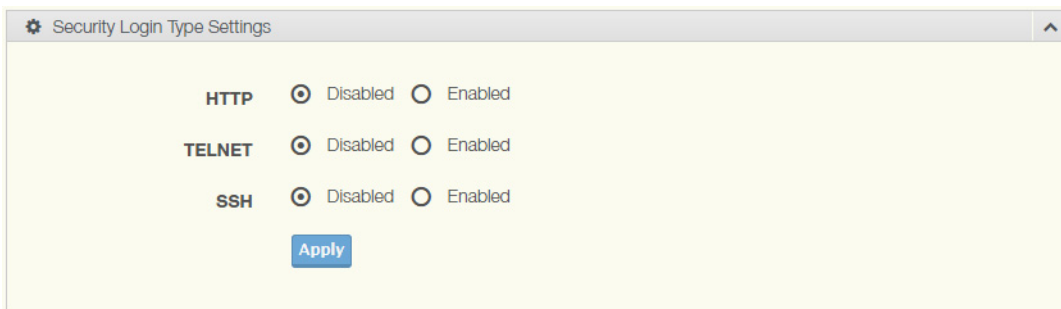 Security Login Type Settings
HTTP Disabled Enabled
TELNET Disabled Enabled
SSH Disabled Enabled
Apply